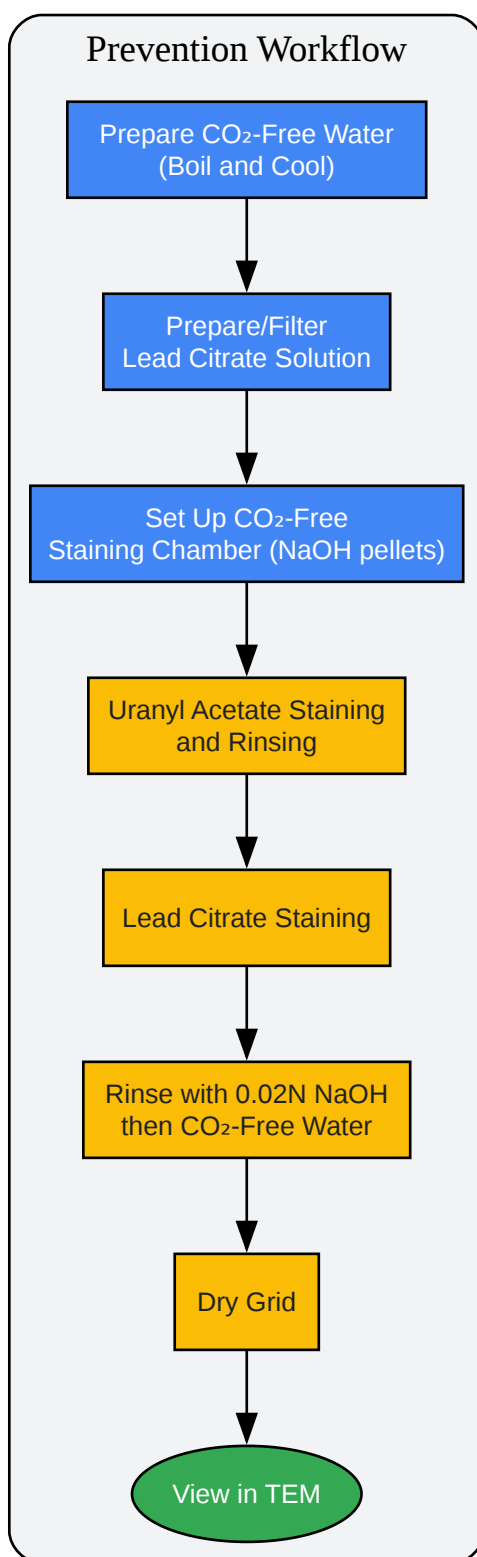 Prevention Workflow
Prepare CO₂-Free Water
(Boil and Cool)
Prepare/Filter
Lead Citrate Solution
Set Up CO₂-Free
Staining Chamber (NaOH pellets)
Uranyl Acetate Staining
and Rinsing
Lead Citrate Staining
Rinse with 0.02N NaOH
then CO₂-Free Water
Dry Grid
View in TEM